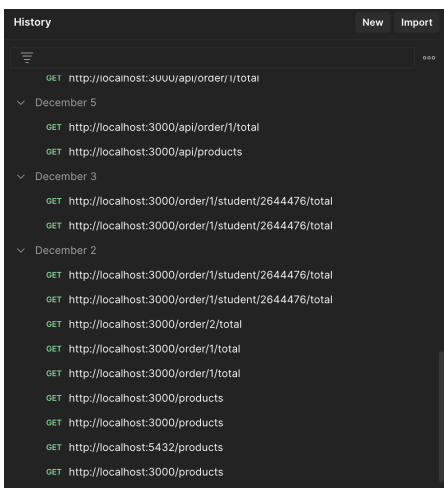 History New Import
GET http://localhost:3000/api/order/1/total
December 5
GET http://localhost:3000/api/order/1/total
GET http://localhost:3000/api/products
December 3
GET http://localhost:3000/order/1/student/2644476/total
GET http://localhost:3000/order/1/student/2644476/total
December 2
GET http://localhost:3000/order/1/student/2644476/total
GET http://localhost:3000/order/1/student/2644476/total
GET http://localhost:3000/order/2/total
GET http://localhost:3000/order/1/total
GET http://localhost:3000/order/1/total
GET http://localhost:3000/products
GET http://localhost:3000/products
GET http://localhost:5432/products
GET http://localhost:3000/products